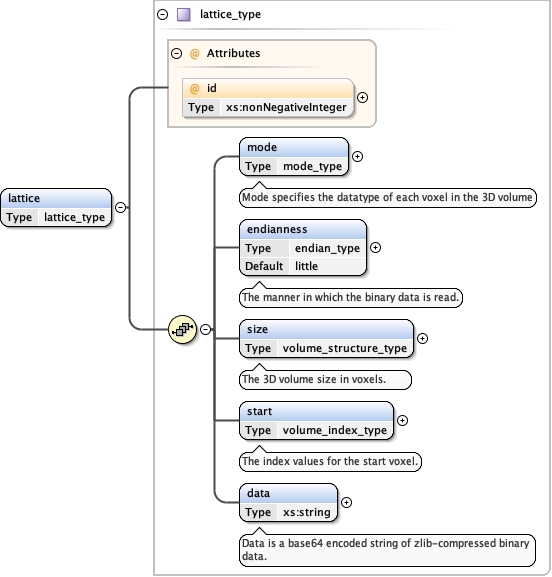 lattice_type
Attributes
@ id
Type xs:nonNegativeInteger
mode
Type mode_type
Mode specifies the datatype of each voxel in the 3D volume
lattice
Type lattice_type
endianness
Type endian_type
Default little
The manner in which the binary data is read.
size
Type volume_structure_type
The 3D volume size in voxels.
start
Type volume_index_type
The index values for the start voxel.
data
Type xs:string
Data is a base64 encoded string of zlib-compressed binary
data.